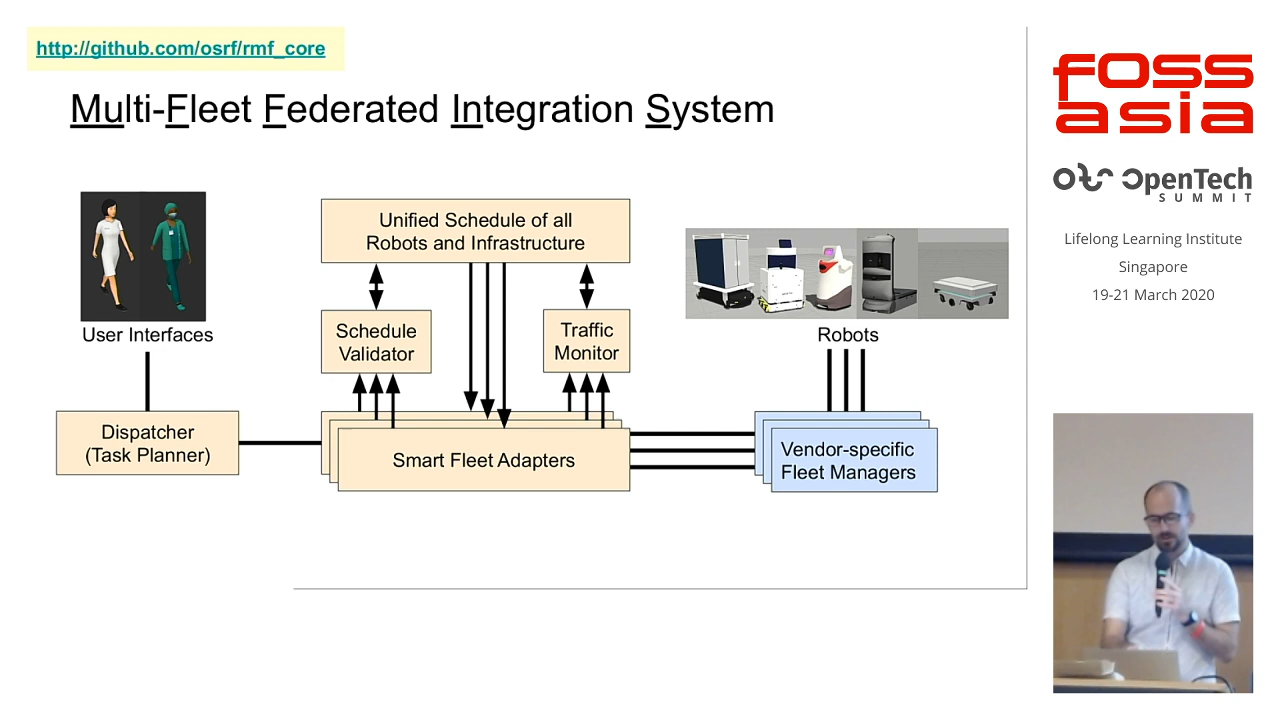 http://github.com/osrf/rmf_core
Multi-Fleet Federated Integration System
Unified Schedule of all
Robots and Infrastructure
User Interfaces
Schedule
Validator
Traffic
Monitor
Robots
Dispatcher
(Task Planner)
Smart Fleet Adapters
Vendor-specific
Fleet Managers
FOSS
asia
OpenTech
SUMMIT
Lifelong Learning Institute
Singapore
19-21 March 2020